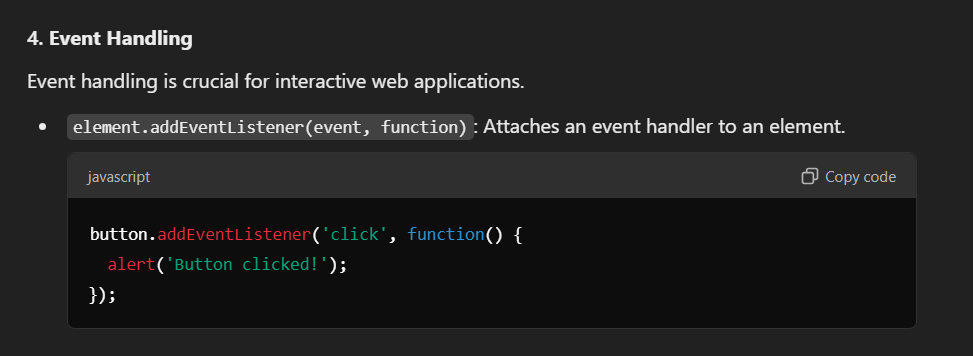 4. Event Handling
Event handling is crucial for interactive web applications.
• element.addEventListener(event, function): Attaches an event handler to an element.
javascript
Copy code
button.addEventListener('click', function() {
  alert('Button clicked!');
});